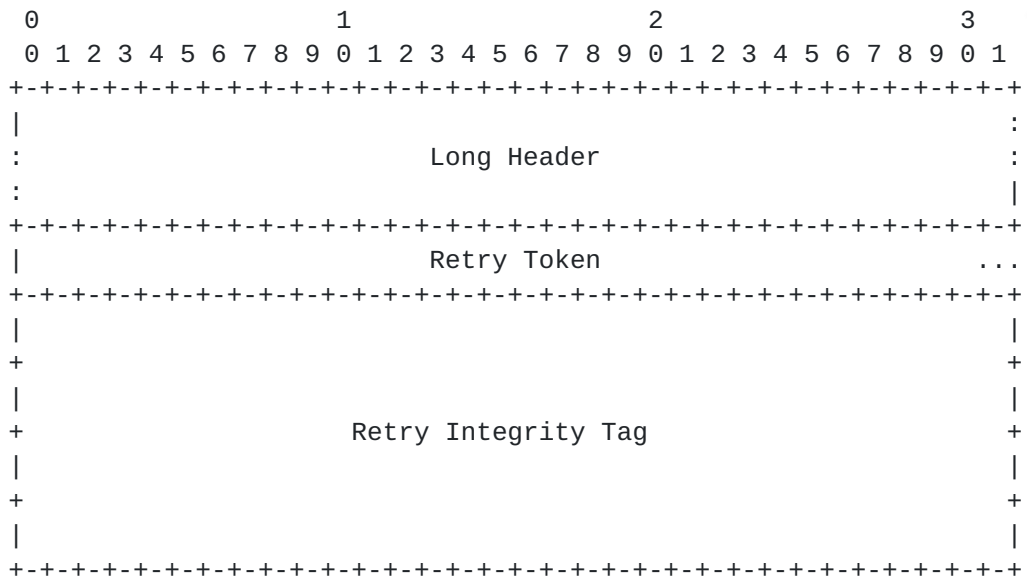 0                   1                   2                   3
 0 1 2 3 4 5 6 7 8 9 0 1 2 3 4 5 6 7 8 9 0 1 2 3 4 5 6 7 8 9 0 1
+-+-+-+-+-+-+-+-+-+-+-+-+-+-+-+-+-+-+-+-+-+-+-+-+-+-+-+-+-+-+-+-+
|                                                               :
:                          Long Header                          :
:                                                               |
+-+-+-+-+-+-+-+-+-+-+-+-+-+-+-+-+-+-+-+-+-+-+-+-+-+-+-+-+-+-+-+-+
|                          Retry Token                        ...
+-+-+-+-+-+-+-+-+-+-+-+-+-+-+-+-+-+-+-+-+-+-+-+-+-+-+-+-+-+-+-+-+
|                                                               |
+                                                               +
|                                                               |
+                     Retry Integrity Tag                       +
|                                                               |
+                                                               +
|                                                               |
+-+-+-+-+-+-+-+-+-+-+-+-+-+-+-+-+-+-+-+-+-+-+-+-+-+-+-+-+-+-+-+-+